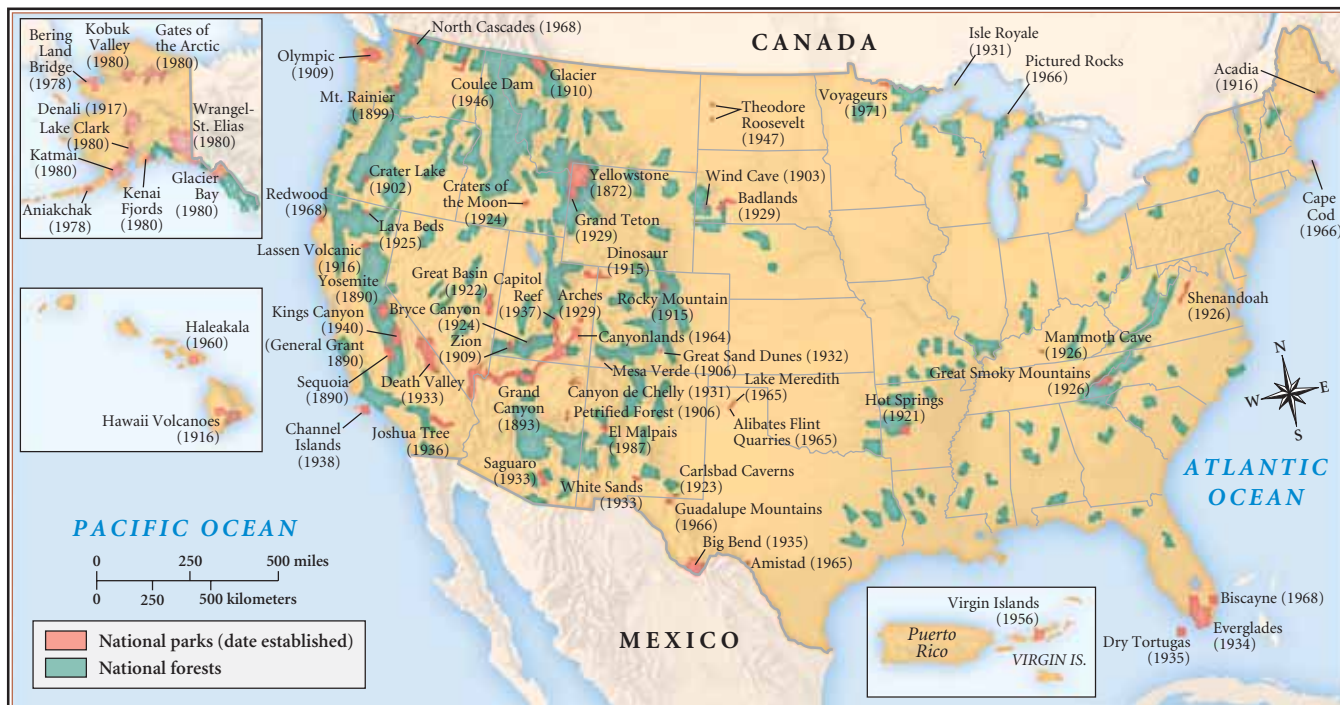 Bering
Land
Bridge
(1978)
Kobuk
Valley
(1980)
Gates of
the Arctic
(1980)
Denali (1917)
Lake Clark
(1980)
Katmai
(1980)
Aniakchak
(1978)
Kenai
Fjords
(1980)
Wrangel-
St. Elias
(1980)
Glacier
Bay
(1980)
Haleakala
(1960)
Hawaii Volcanoes
(1916)
CANADA
North Cascades (1968)
Olympic
(1909)
Mt. Rainier
(1899)
Coulee Dam
(1946)
Glacier
(1910)
Theodore
Roosevelt
(1947)
Voyageurs
(1971)
Isle Royale
(1931)
Pictured Rocks
(1966)
Acadia
(1916)
Cape
Cod
(1966)
Crater Lake
(1902)
Craters of
the Moon
(1924)
Yellowstone
(1872)
Grand Teton
(1929)
Wind Cave (1903)
Badlands
(1929)
Redwood
(1968)
Lava Beds
(1925)
Lassen Volcanic
(1916)
Yosemite
(1890)
Kings Canyon
(1940)
(General Grant
1890)
Sequoia
(1890)
Channel
Islands
(1938)
Great Basin
(1922)
Bryce Canyon
(1924)
Zion
(1909)
Capitol
Reef
(1937)
Dinosaur
(1915)
Arches
(1929)
Rocky Mountain
(1915)
Canyonlands (1964)
Great Sand Dunes (1932)
Mesa Verde (1906)
Death Valley
(1933)
Grand
Canyon
(1893)
Canyon de Chelly (1931)
Petrified Forest (1906)
El Malpais
(1987)
Lake Meredith
(1965)
Alibates Flint
Quarries (1965)
Joshua Tree
(1936)
Saguaro
(1933)
White Sands
(1933)
Carlsbad Caverns
(1923)
Guadalupe Mountains
(1966)
Big Bend (1935)
Amistad (1965)
Hot Springs
(1921)
Mammoth Cave
(1926)
Great Smoky Mountains
(1926)
Shenandoah
(1926)
N
W
E
S
ATLANTIC
OCEAN
PACIFIC OCEAN
0 250 500 miles
0 250 500 kilometers
National parks (date established)
National forests
MEXICO
Virgin Islands
(1956)
Puerto
Rico
VIRGIN IS.
Biscayne (1968)
Everglades
(1934)
Dry Tortugas
(1935)